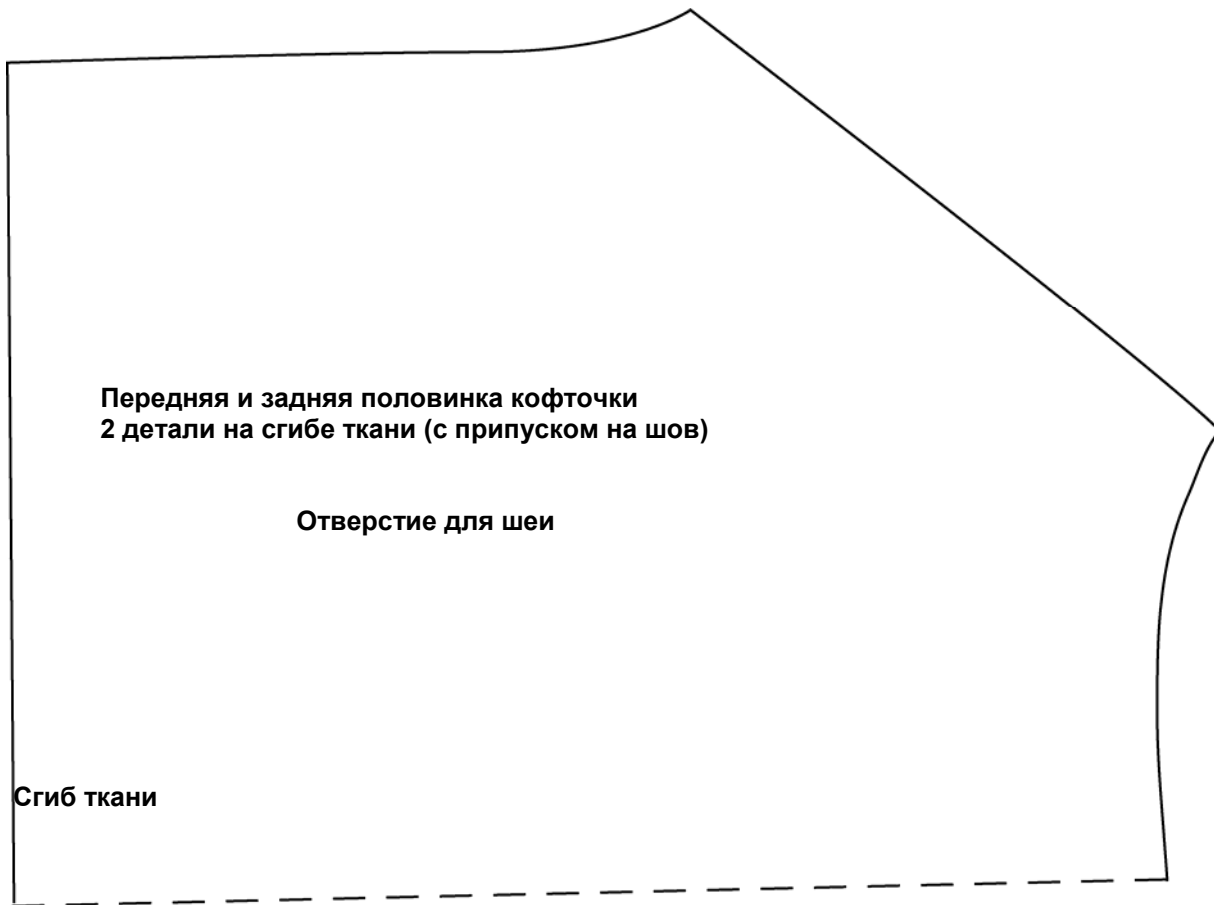 Передняя и задняя половинка кофточки
2 детали на сгибе ткани (с припуском на шов)
Отверстие для шеи
Сгиб ткани